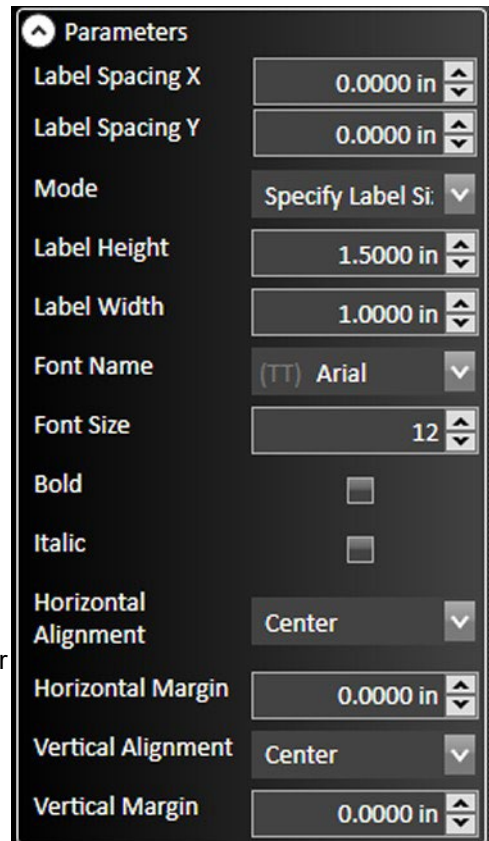 Parameters
Label Spacing X 0.0000 in
Label Spacing Y 0.0000 in
Mode Specify Label Si
Label Height 1.5000 in
Label Width 1.0000 in
Font Name (TT) Arial
Font Size 12
Bold
Italic
Horizontal
Alignment Center
r
Horizontal Margin 0.0000 in
Vertical Alignment Center
Vertical Margin 0.0000 in